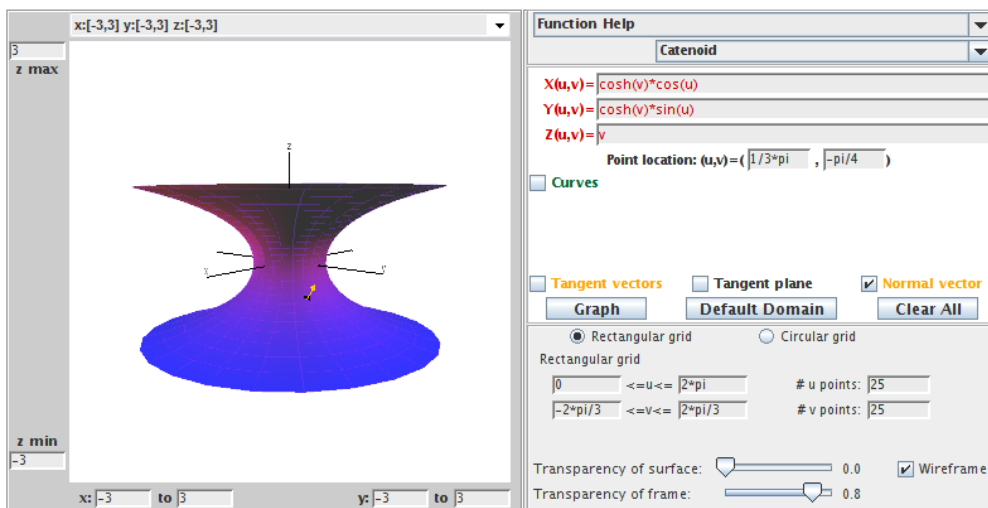 x:[-3,3] y:[-3,3] z:[-3,3]
3
z max
z
x
y
z min
-3
x: -3 to 3 y: -3 to 3
Function Help
Catenoid
X(u,v)= cosh(v)*cos(u)
Y(u,v)= cosh(v)*sin(u)
Z(u,v)= v
Point location: (u,v)=( 1/3*pi , -pi/4 )
Curves
Tangent vectors Tangent plane Normal vector
Graph Default Domain Clear All
Rectangular grid Circular grid
Rectangular grid
0 <=u<= 2*pi # u points: 25
-2*pi/3 <=v<= 2*pi/3 # v points: 25
Transparency of surface: 0.0 Wireframe
Transparency of frame: 0.8